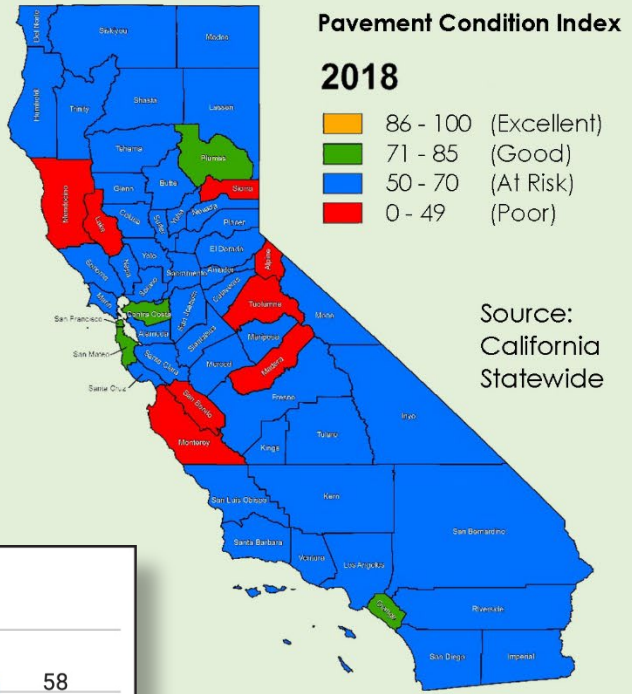 Pavement Condition Index
2018
86 - 100 (Excellent)
71 - 85 (Good)
50 - 70 (At Risk)
0 - 49 (Poor)
Source:
California
Statewide
Del Norte
Siskiyou
Modoc
Humboldt
Trinity
Shasta
Lassen
Tehama
Plumas
Mendocino
Glenn
Butte
Sierra
Lake
Colusa
Sutter
Yuba
Nevada
Placer
Sonoma
Napa
Yolo
El Dorado
Sacramento
Amador
Alpine
Marin
Solano
Calaveras
Tuolumne
Mono
San Francisco
Contra Costa
San Joaquin
Alameda
Stanislaus
Mariposa
San Mateo
Santa Clara
Merced
Madera
Santa Cruz
San Benito
Fresno
Inyo
Monterey
Kings
Tulare
San Luis Obispo
Kern
San Bernardino
Santa Barbara
Ventura
Los Angeles
Orange
Riverside
San Diego
Imperial
58